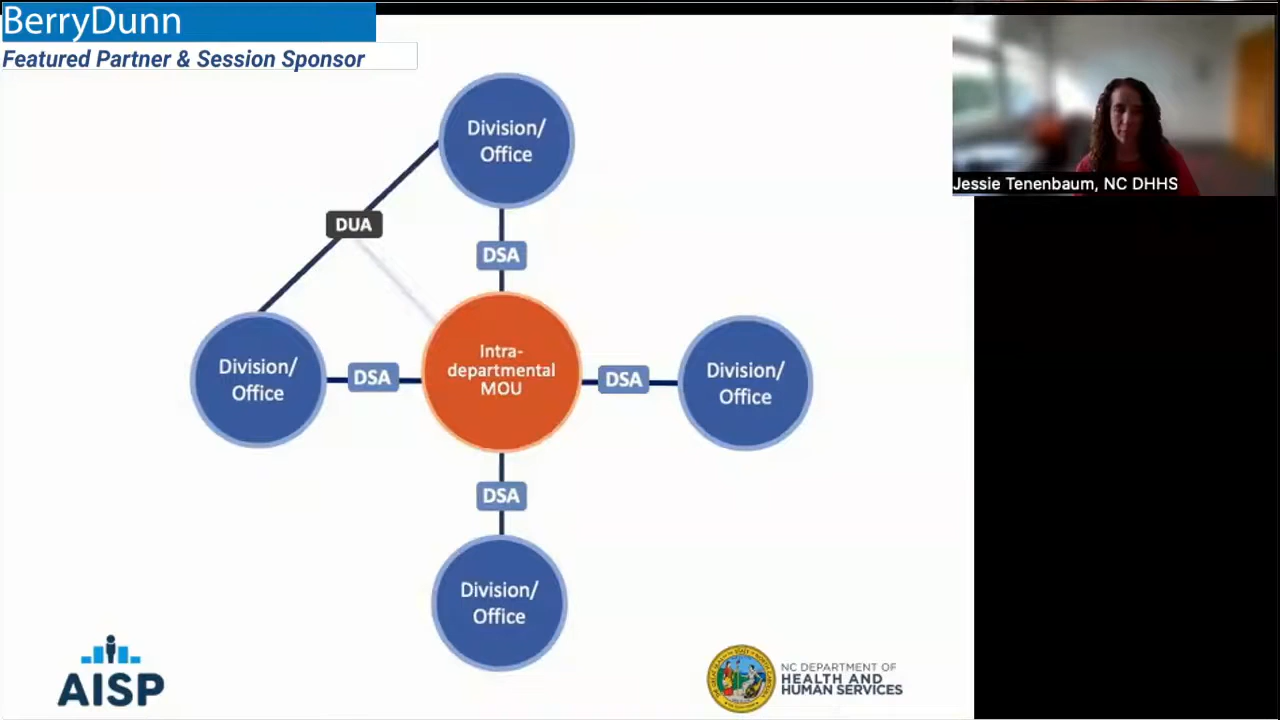 BerryDunn
Featured Partner & Session Sponsor
Jessie Tenenbaum, NC DHHS
Division/
Office
DUA
DSA
Division/
Office
DSA
Intra-
departmental
MOU
DSA
Division/
Office
DSA
Division/
Office
AISP
NC DEPARTMENT OF
HEALTH AND
HUMAN SERVICES